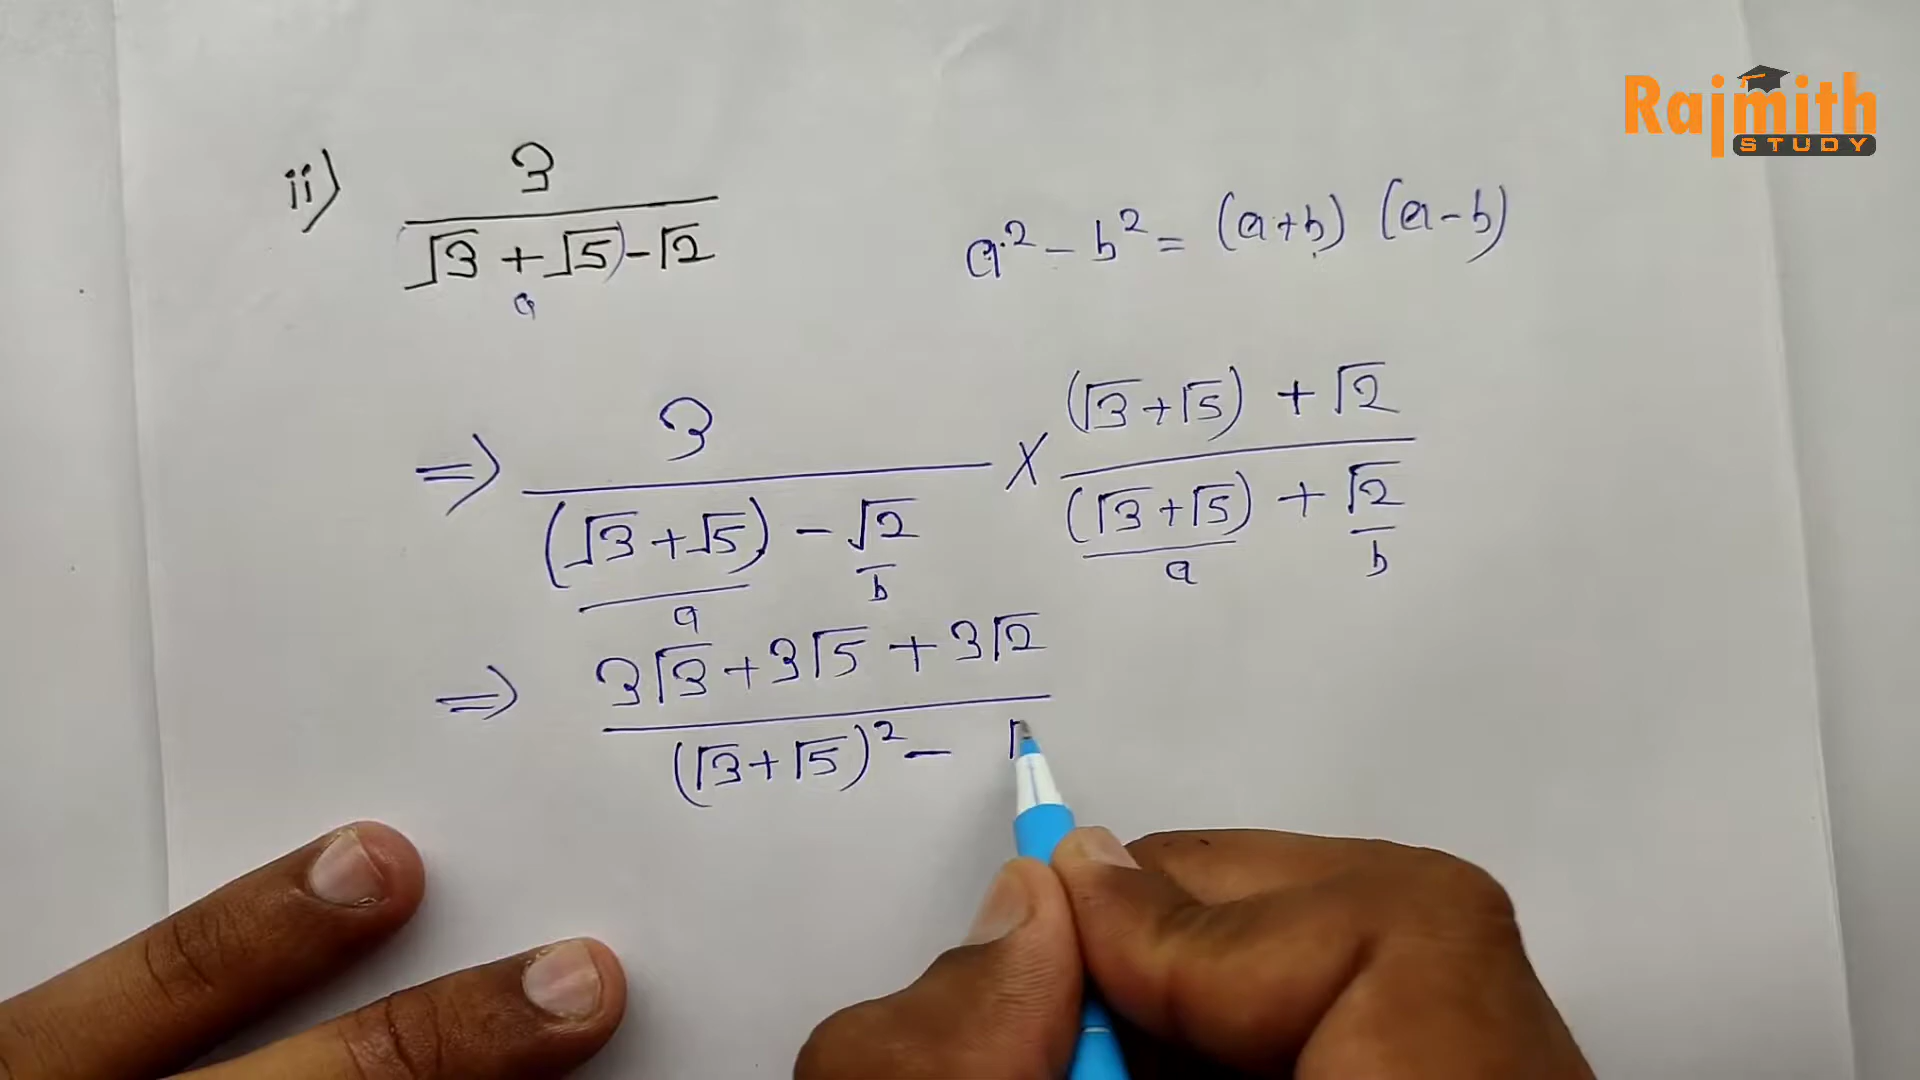 Rajmith
STUDY
ii) 3
√3 + √5) - √2
a
a² - b² = (a+b) (a-b)
⇒ 3 × (√3+√5) + √2
(√3+√5) - √2 (√3+√5) + √2
a b a b
⇒ 3√3 + 3√5 + 3√2
(√3+√5)² - √